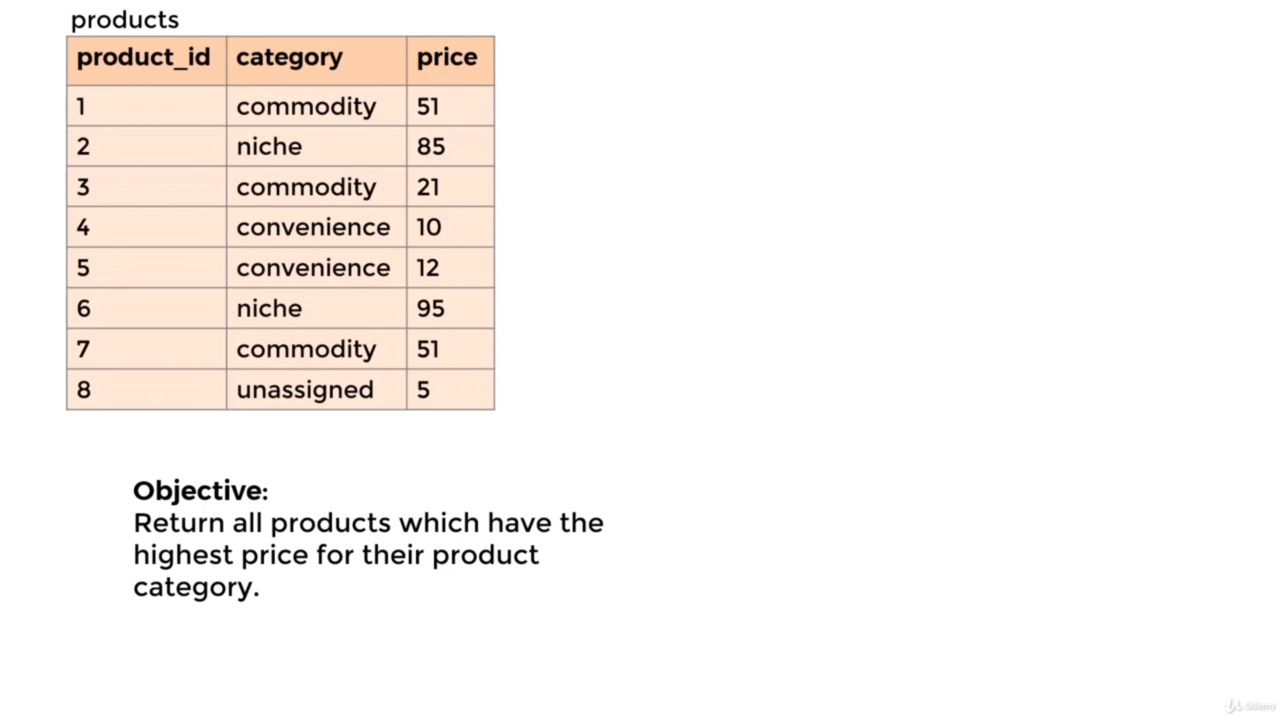 products
product_id category price
1 commodity 51
2 niche 85
3 commodity 21
4 convenience 10
5 convenience 12
6 niche 95
7 commodity 51
8 unassigned 5
Objective:
Return all products which have the
highest price for their product
category.
Udemy